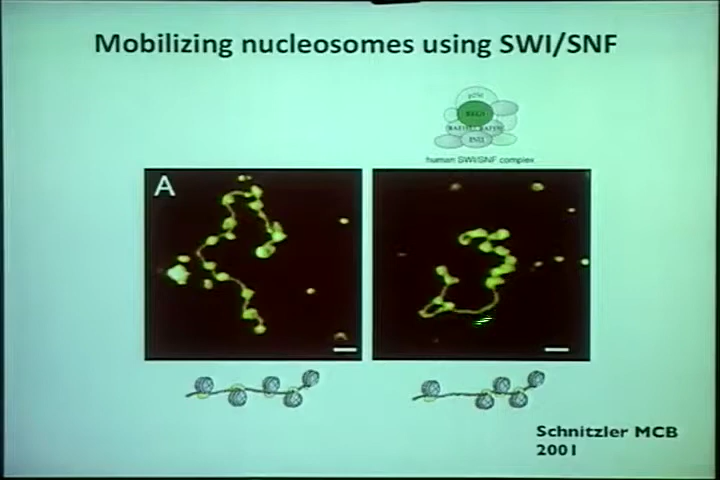 Mobilizing nucleosomes using SWI/SNF
human SWI/SNF complex
A
Schnitzler MCB
2001